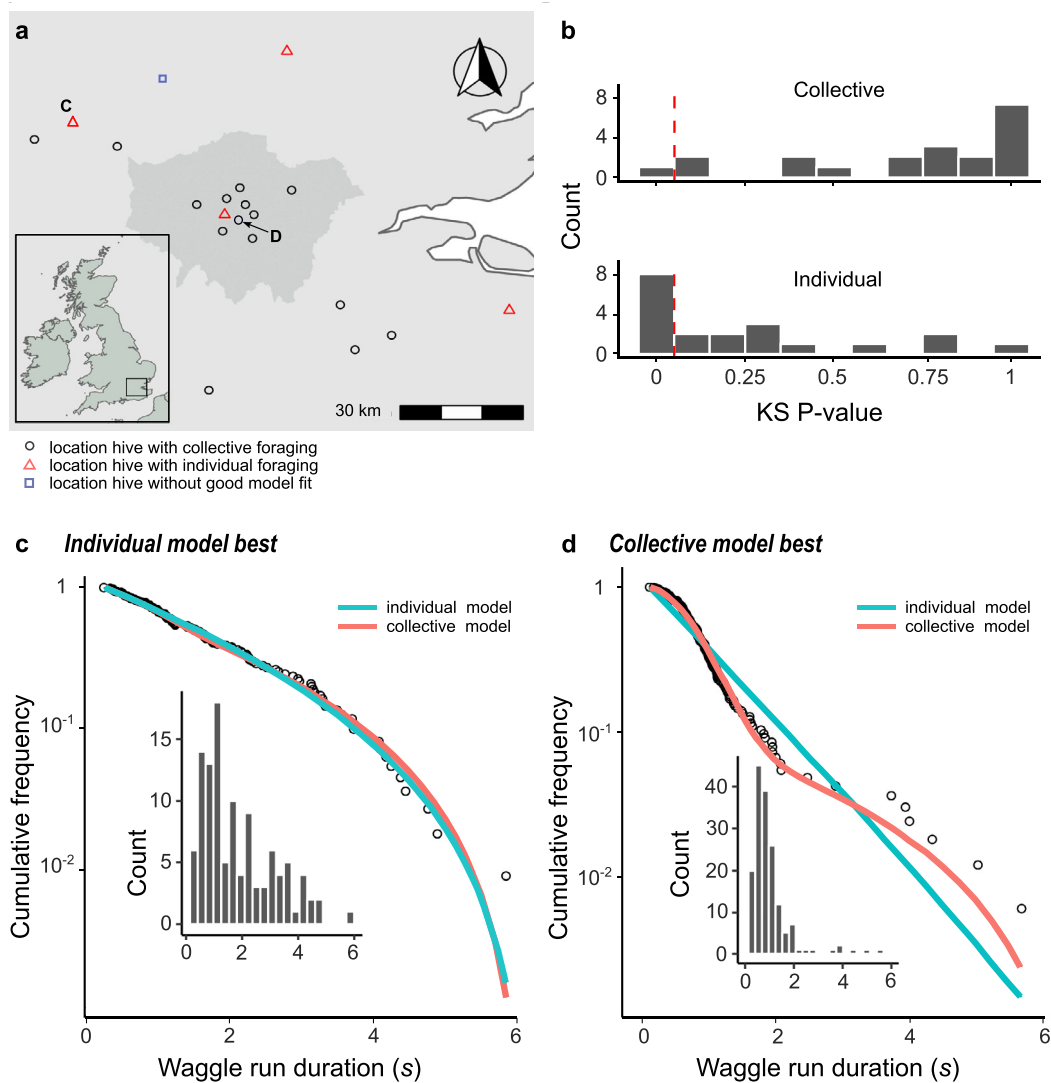 a
C
D
30 km
location hive with collective foraging
location hive with individual foraging
location hive without good model fit
b
Collective
8
4
0
Count
Individual
8
4
0
0 0.25 0.5 0.75 1
KS P-value
c Individual model best
1
10-1
10-2
Cumulative frequency
individual model
collective model
15
10
5
0
Count
0 2 4 6
0 2 4 6
Waggle run duration (s)
d Collective model best
1
10-1
10-2
Cumulative frequency
individual model
collective model
40
30
20
10
0
Count
0 2 4 6
0 2 4 6
Waggle run duration (s)